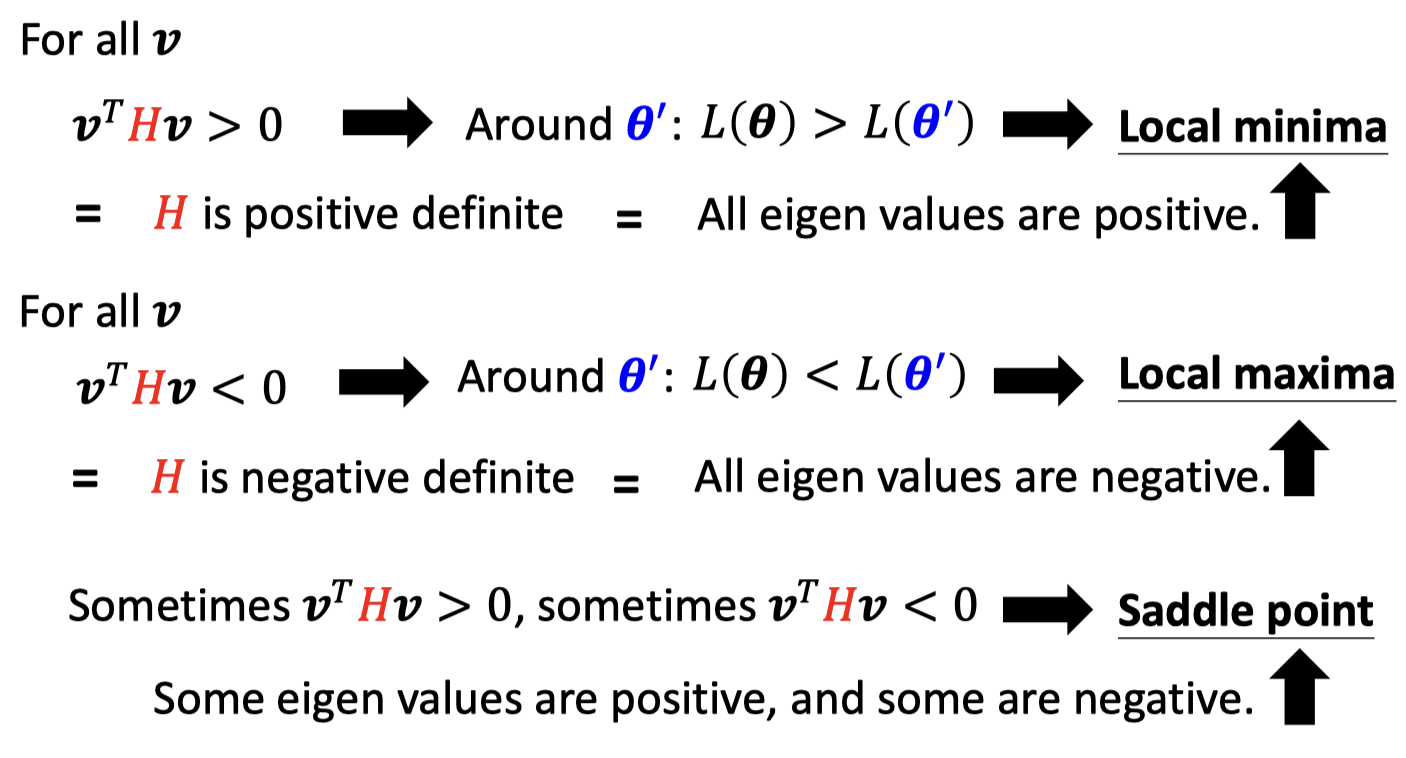 For all 𝒗
𝒗ᵀ𝐻𝒗 > 0 Around 𝜽′: 𝐿(𝜽) > 𝐿(𝜽′) Local minima
= 𝐻 is positive definite = All eigen values are positive.
For all 𝒗
𝒗ᵀ𝐻𝒗 < 0 Around 𝜽′: 𝐿(𝜽) < 𝐿(𝜽′) Local maxima
= 𝐻 is negative definite = All eigen values are negative.
Sometimes 𝒗ᵀ𝐻𝒗 > 0, sometimes 𝒗ᵀ𝐻𝒗 < 0 Saddle point
Some eigen values are positive, and some are negative.